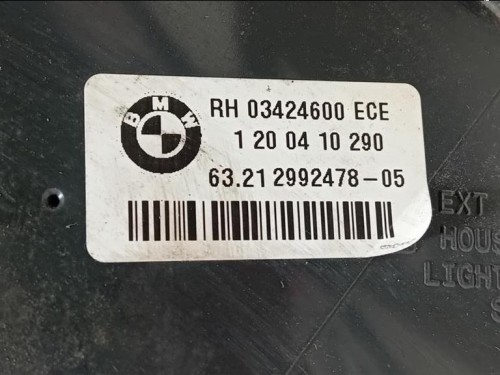 BMW
RH 03424600 ECE
1 20 04 10 290
63.21 2992478-05
EXT
HOUS
LIGHT
S